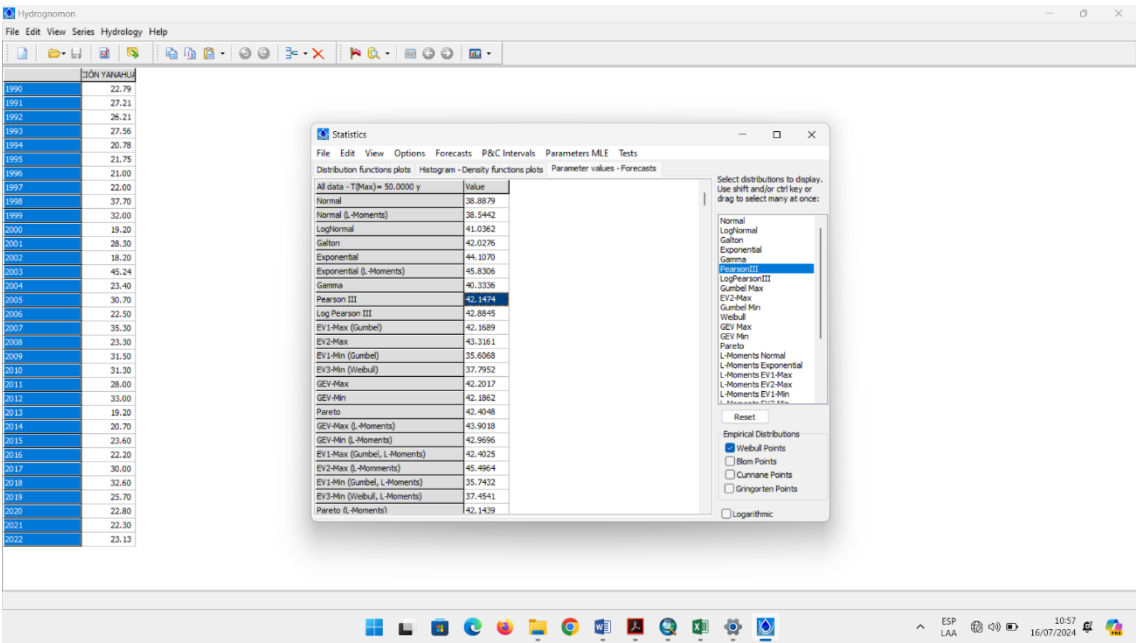 Hydrognomon
File Edit View Series Hydrology Help
CIÓN YANAHUA
1990 22.79
1991 27.21
1992 26.21
1993 27.56
1994 20.78
1995 21.75
1996 21.00
1997 22.00
1998 37.70
1999 32.00
2000 19.20
2001 28.30
2002 18.20
2003 45.24
2004 23.40
2005 30.70
2006 22.50
2007 35.30
2008 23.30
2009 31.50
2010 31.30
2011 28.00
2012 33.00
2013 19.20
2014 20.70
2015 23.60
2016 22.20
2017 30.00
2018 32.60
2019 25.70
2020 22.80
2021 22.30
2022 23.13
Statistics
File Edit View Options Forecasts P&C Intervals Parameters MLE Tests
Distribution functions plots Histogram - Density functions plots Parameter values - Forecasts
All data - T(Max)= 50.0000 y Value
Normal 38.8879
Normal (L-Moments) 38.5442
LogNormal 41.0362
Galton 42.0276
Exponential 44.1070
Exponential (L-Moments) 45.8306
Gamma 40.3336
Pearson III 42.1474
Log Pearson III 42.8845
EV1-Max (Gumbel) 42.1689
EV2-Max 43.3161
EV1-Min (Gumbel) 35.6068
EV3-Min (Weibull) 37.7952
GEV-Max 42.2017
GEV-Min 42.1862
Pareto 42.4048
GEV-Max (L-Moments) 43.9018
GEV-Min (L-Moments) 42.9696
EV1-Max (Gumbel, L-Moments) 42.4025
EV2-Max (L-Momments) 45.4964
EV1-Min (Gumbel, L-Moments) 35.7432
EV3-Min (Weibull, L-Moments) 37.4541
Pareto (L-Moments) 42.1439
Select distributions to display.
Use shift and/or ctrl key or
drag to select many at once:
Normal
LogNormal
Galton
Exponential
Gamma
PearsonIII
LogPearsonIII
Gumbel Max
EV2-Max
Gumbel Min
Weibull
GEV Max
GEV Min
Pareto
L-Moments Normal
L-Moments Exponential
L-Moments EV1-Max
L-Moments EV2-Max
L-Moments EV1-Min
L-Moments EV3-Min
Reset
Empirical Distributions
Weibull Points
Blom Points
Cunnane Points
Gringorten Points
Logarithmic
ESP
LAA
10:57
16/07/2024
PRE